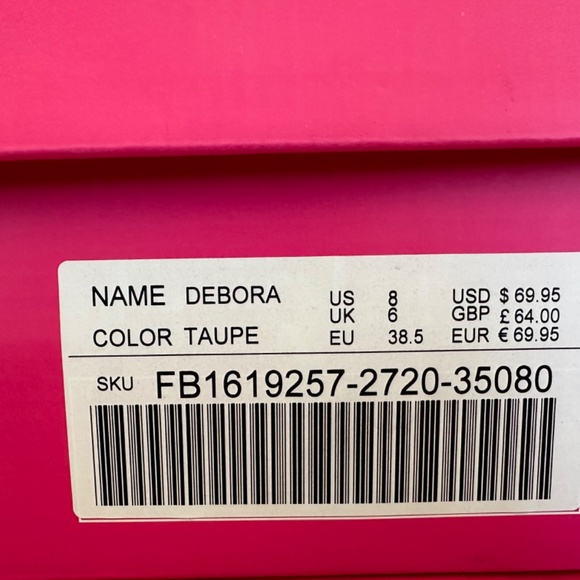 NAME DEBORA US 8 USD $ 69.95
UK 6 GBP £ 64.00
COLOR TAUPE EU 38.5 EUR € 69.95
SKU FB1619257-2720-35080